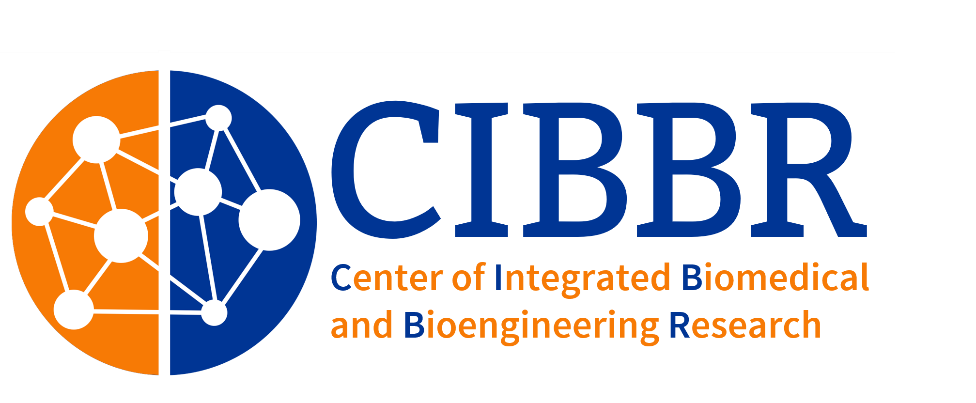 CIBBR
Center of Integrated Biomedical
and Bioengineering Research